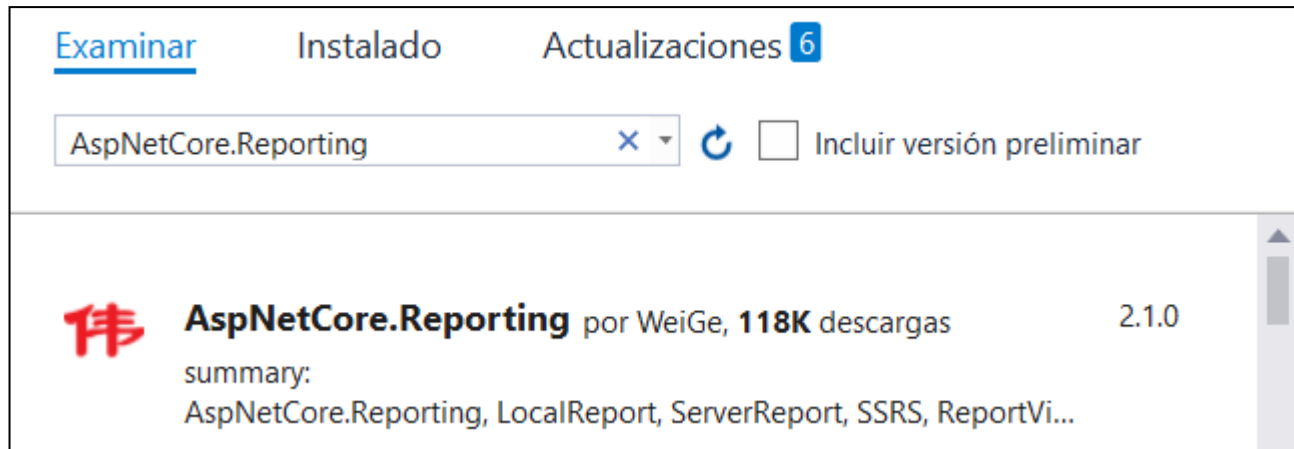 Examinar Instalado Actualizaciones 6
AspNetCore.Reporting Incluir versión preliminar
伟 AspNetCore.Reporting por WeiGe, 118K descargas 2.1.0
summary:
AspNetCore.Reporting, LocalReport, ServerReport, SSRS, ReportVi...